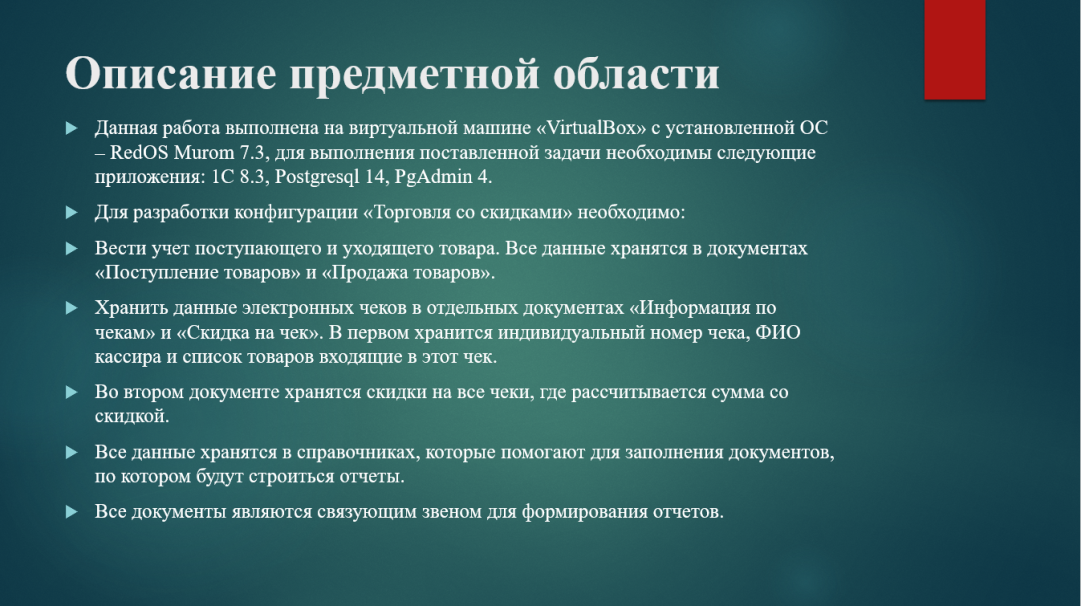 Описание предметной области
Данная работа выполнена на виртуальной машине «VirtualBox» с установленной ОС
– RedOS Murom 7.3, для выполнения поставленной задачи необходимы следующие
приложения: 1С 8.3, Postgresql 14, PgAdmin 4.
Для разработки конфигурации «Торговля со скидками» необходимо:
Вести учет поступающего и уходящего товара. Все данные хранятся в документах
«Поступление товаров» и «Продажа товаров».
Хранить данные электронных чеков в отдельных документах «Информация по
чекам» и «Скидка на чек». В первом хранится индивидуальный номер чека, ФИО
кассира и список товаров входящие в этот чек.
Во втором документе хранятся скидки на все чеки, где рассчитывается сумма со
скидкой.
Все данные хранятся в справочниках, которые помогают для заполнения документов,
по котором будут строиться отчеты.
Все документы являются связующим звеном для формирования отчетов.